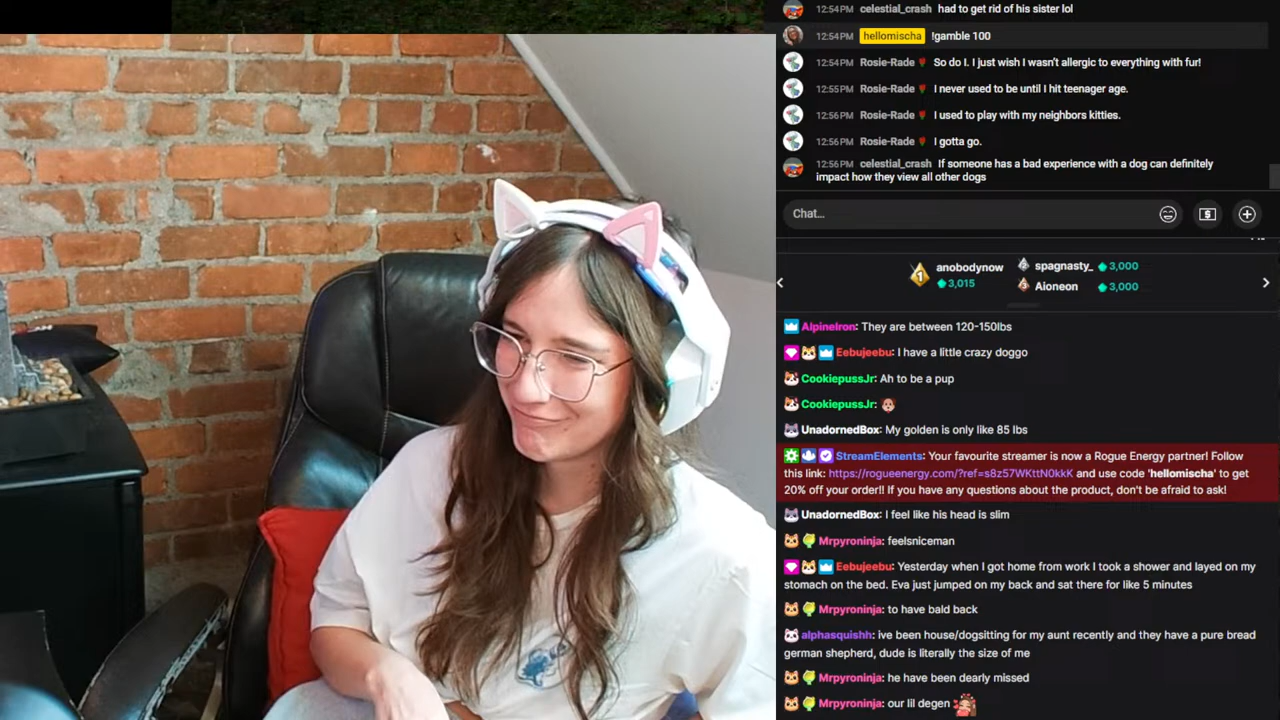 12:54PM celestial_crash had to get rid of his sister lol
12:54PM hellomischa !gamble 100
12:54PM Rosie-Rade So do I. I just wish I wasn't allergic to everything with fur!
12:55PM Rosie-Rade I never used to be until I hit teenager age.
12:56PM Rosie-Rade I used to play with my neighbors kitties.
12:56PM Rosie-Rade I gotta go.
12:56PM celestial_crash If someone has a bad experience with a dog can definitely
impact how they view all other dogs
Chat...
1 anobodynow 3,015
spagnasty_ 3,000
Aioneon 3,000
AlpineIron: They are between 120-150lbs
Eebujeebu: I have a little crazy doggo
CookiepussJr: Ah to be a pup
CookiepussJr:
UnadornedBox: My golden is only like 85 lbs
StreamElements: Your favourite streamer is now a Rogue Energy partner! Follow
this link: https://rogueenergy.com/?ref=s8z57WKttN0kkK and use code 'hellomischa' to get
20% off your order!! If you have any questions about the product, don't be afraid to ask!
UnadornedBox: I feel like his head is slim
Mrpyroninja: feelsniceman
Eebujeebu: Yesterday when I got home from work I took a shower and layed on my
stomach on the bed. Eva just jumped on my back and sat there for like 5 minutes
Mrpyroninja: to have bald back
alphasquishh: ive been house/dogsitting for my aunt recently and they have a pure bread
german shepherd, dude is literally the size of me
Mrpyroninja: he have been dearly missed
Mrpyroninja: our lil degen